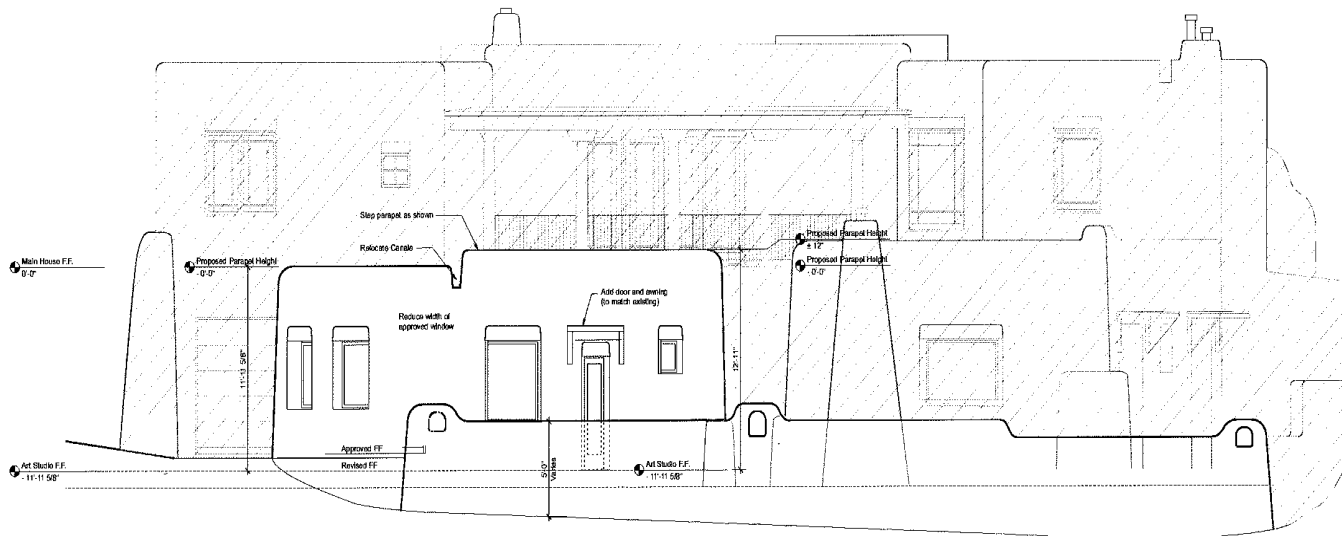 Step parapet as shown
Relocate Canale
Proposed Parapet Height
± 12"
Main House F.F.
0'-0"
Proposed Parapet Height
- 0'-0"
Proposed Parapet Height
- 0'-0"
Add door and awning
(to match existing)
Reduce width of
approved window
11'-11 5/8"
12'-11"
Approved FF
Revised FF
Art Studio F.F.
- 11'-11 5/8"
5'-0"
Varies
Art Studio F.F.
- 11'-11 5/8"